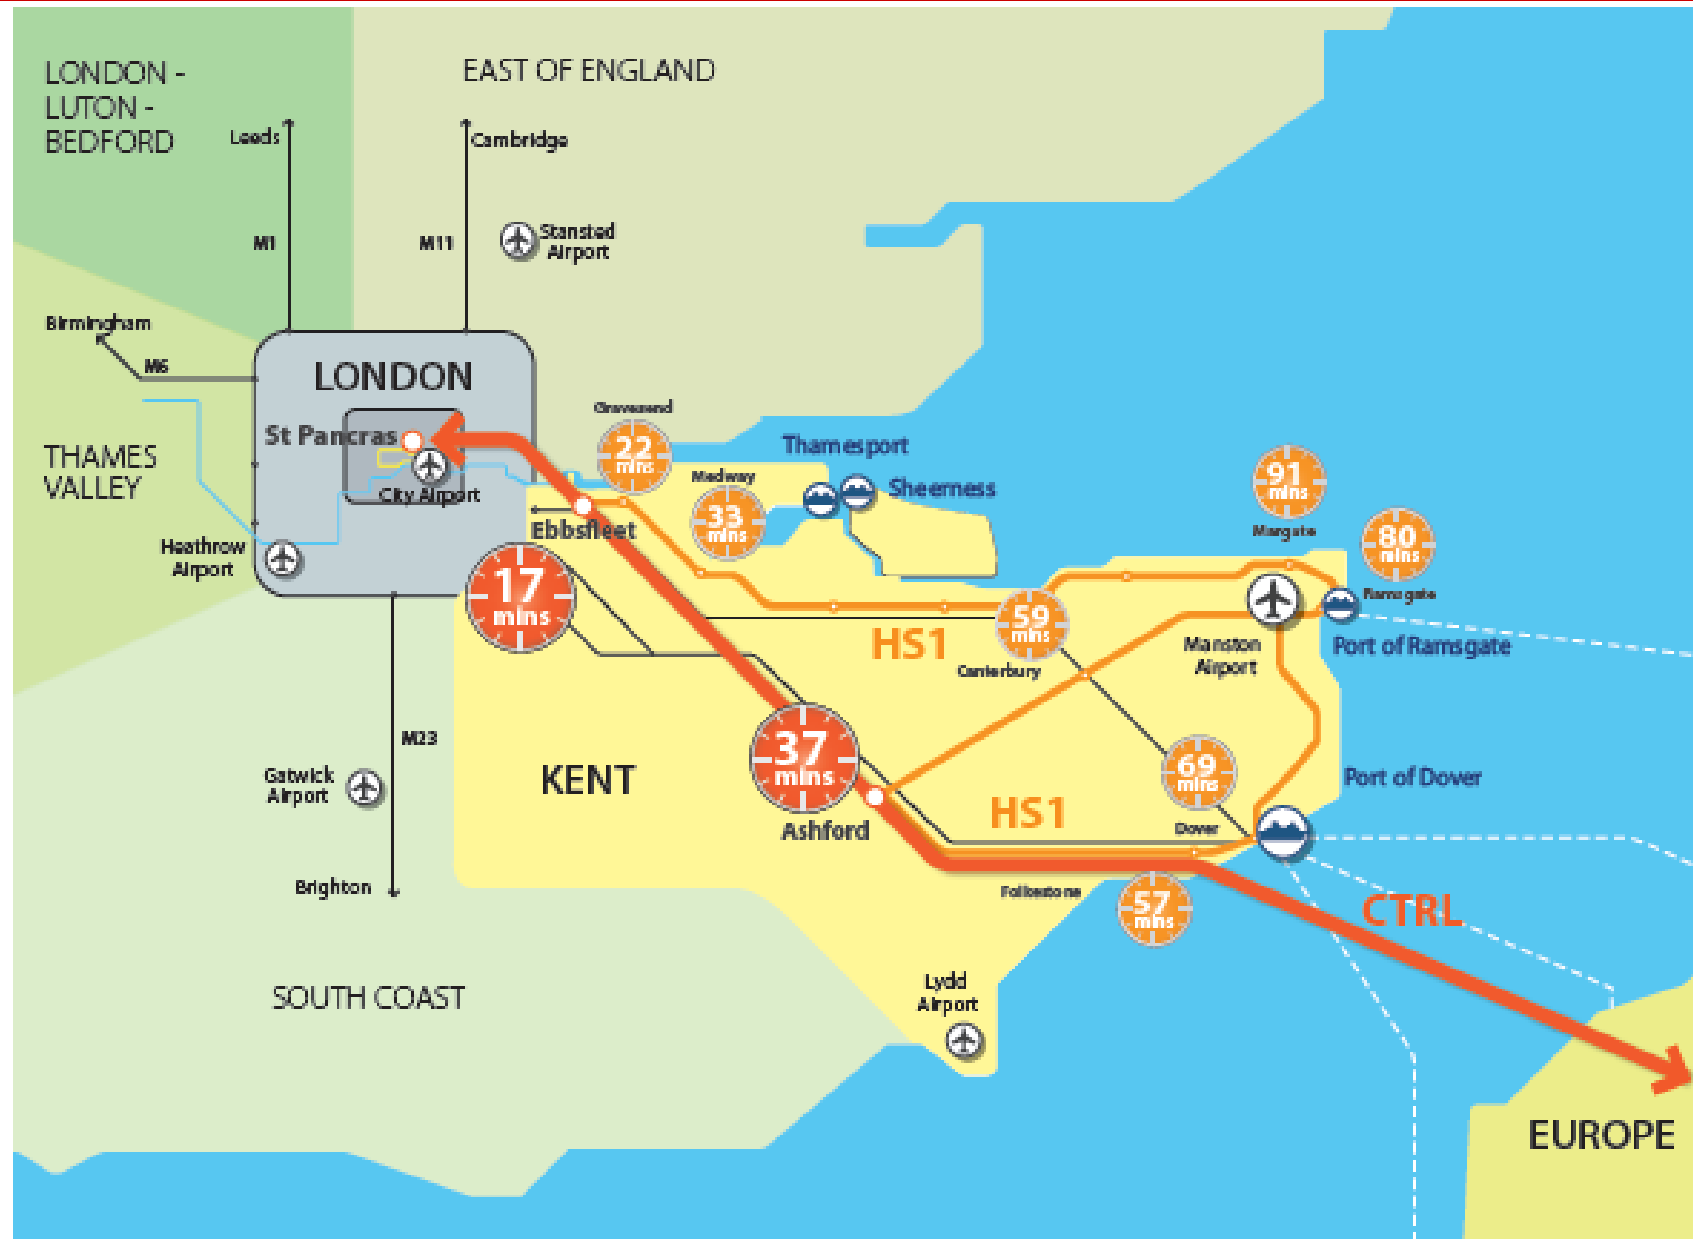 LONDON -
LUTON -
BEDFORD
EAST OF ENGLAND
Leeds
Cambridge
M1
M11
Stansted
Airport
Birmingham
M6
LONDON
St Pancras
City Airport
THAMES
VALLEY
Heathrow
Airport
Gravesend
22
mins
Medway
33
mins
Thamesport
Sheerness
Ebbsfleet
17
mins
91
mins
Margate
80
mins
Ramsgate
59
mins
Canterbury
HS1
Manston
Airport
Port of Ramsgate
M23
Gatwick
Airport
Brighton
KENT
37
mins
Ashford
HS1
69
mins
Dover
Port of Dover
Folkestone
57
mins
CTRL
Lydd
Airport
SOUTH COAST
EUROPE